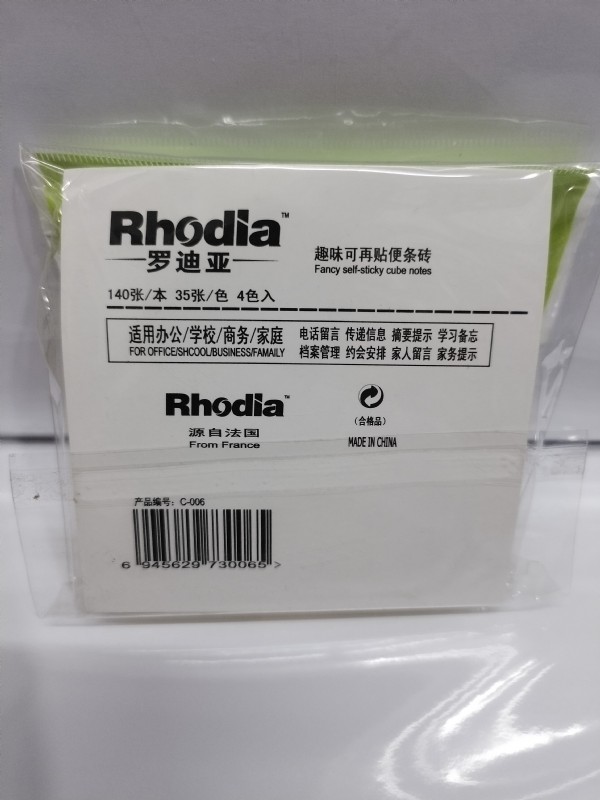 Rhodia™
罗迪亚
趣味可再贴便条砖
Fancy self-sticky cube notes
140张/本 35张/色 4色入
适用办公/学校/商务/家庭
FOR OFFICE/SHCOOL/BUSINESS/FAMAILY
电话留言 传递信息 摘要提示 学习备忘
档案管理 约会安排 家人留言 家务提示
Rhodia™
源自法国
From France
(合格品)
MADE IN CHINA
产品编号: C-006
6 945629 730065 >